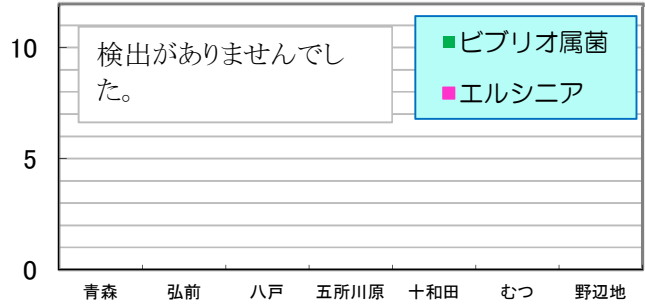 10
検出がありませんでし
た。
ビブリオ属菌
エルシニア
5
0
青森 弘前 八戸 五所川原 十和田 むつ 野辺地